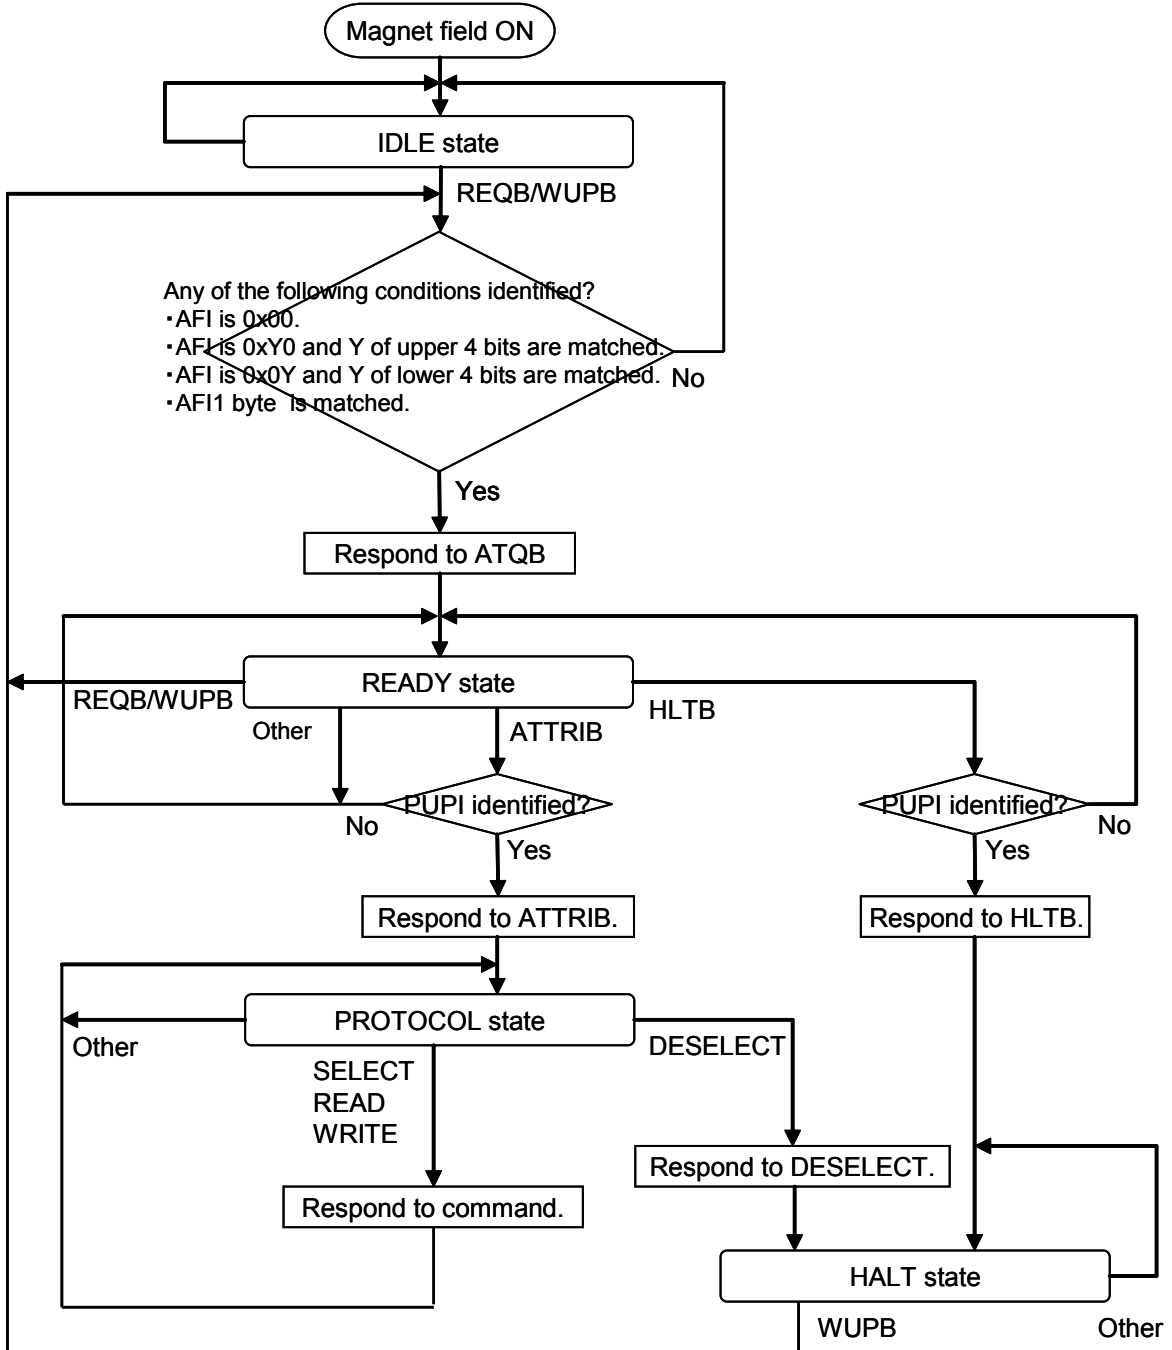 Magnet field ON
IDLE state
REQB/WUPB
Any of the following conditions identified?
・AFI is 0x00.
・AFI is 0xY0 and Y of upper 4 bits are matched.
・AFI is 0x0Y and Y of lower 4 bits are matched.
No
・AFI1 byte is matched.
Yes
Respond to ATQB
READY state
REQB/WUPB
HLTB
Other
ATTRIB
PUPI identified?
PUPI identified?
No
No
Yes
Yes
Respond to ATTRIB.
Respond to HLTB.
PROTOCOL state
Other
DESELECT
SELECT
READ
WRITE
Respond to DESELECT.
Respond to command.
HALT state
WUPB
Other